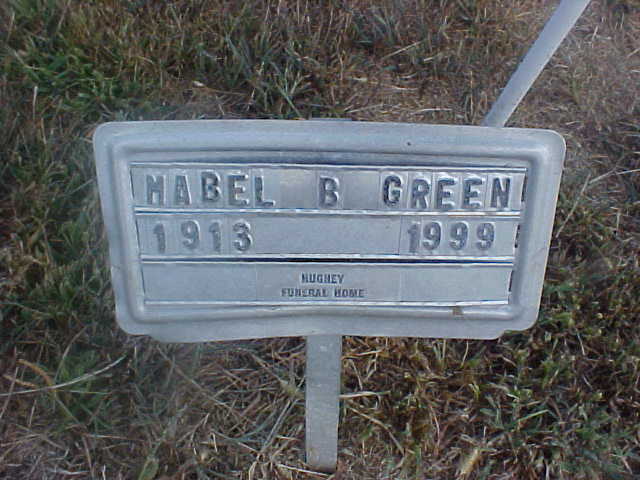 MABEL B GREEN
1913 1999
HUGHEY
FUNERAL HOME